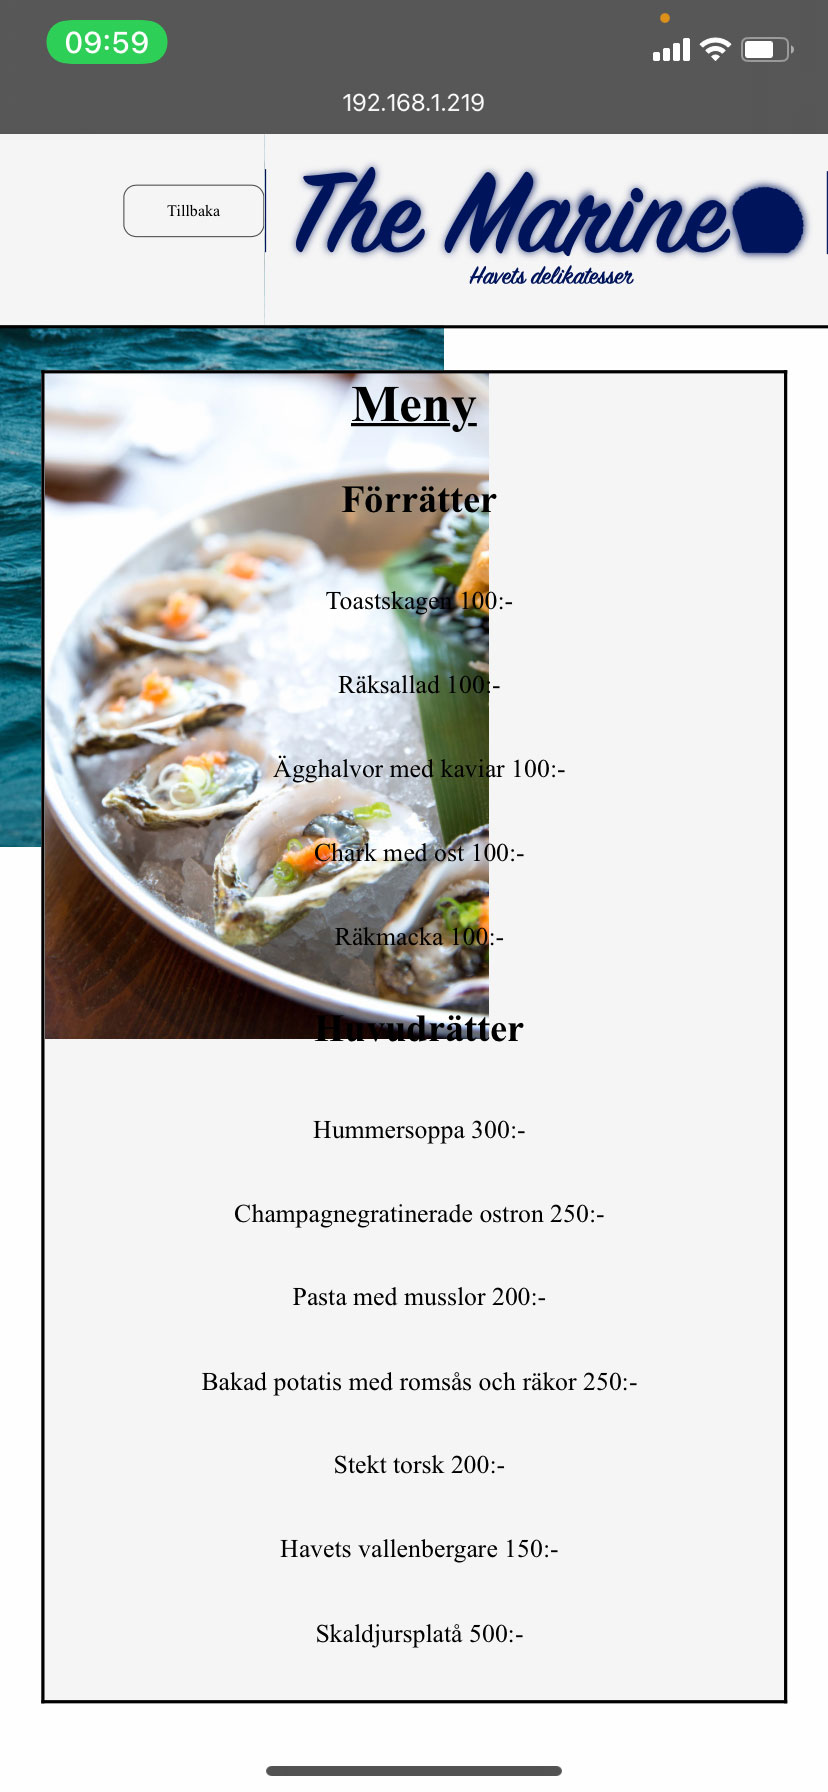 09:59
192.168.1.219
Tillbaka
The Marine
Havets delikatesser
Meny
Förrätter
Toastskagen 100:-
Räksallad 100:-
Ägghalvor med kaviar 100:-
Chark med ost 100:-
Räkmacka 100:-
Huvudrätter
Hummersoppa 300:-
Champagnegratinerade ostron 250:-
Pasta med musslor 200:-
Bakad potatis med romsås och räkor 250:-
Stekt torsk 200:-
Havets vallenbergare 150:-
Skaldjursplatå 500:-